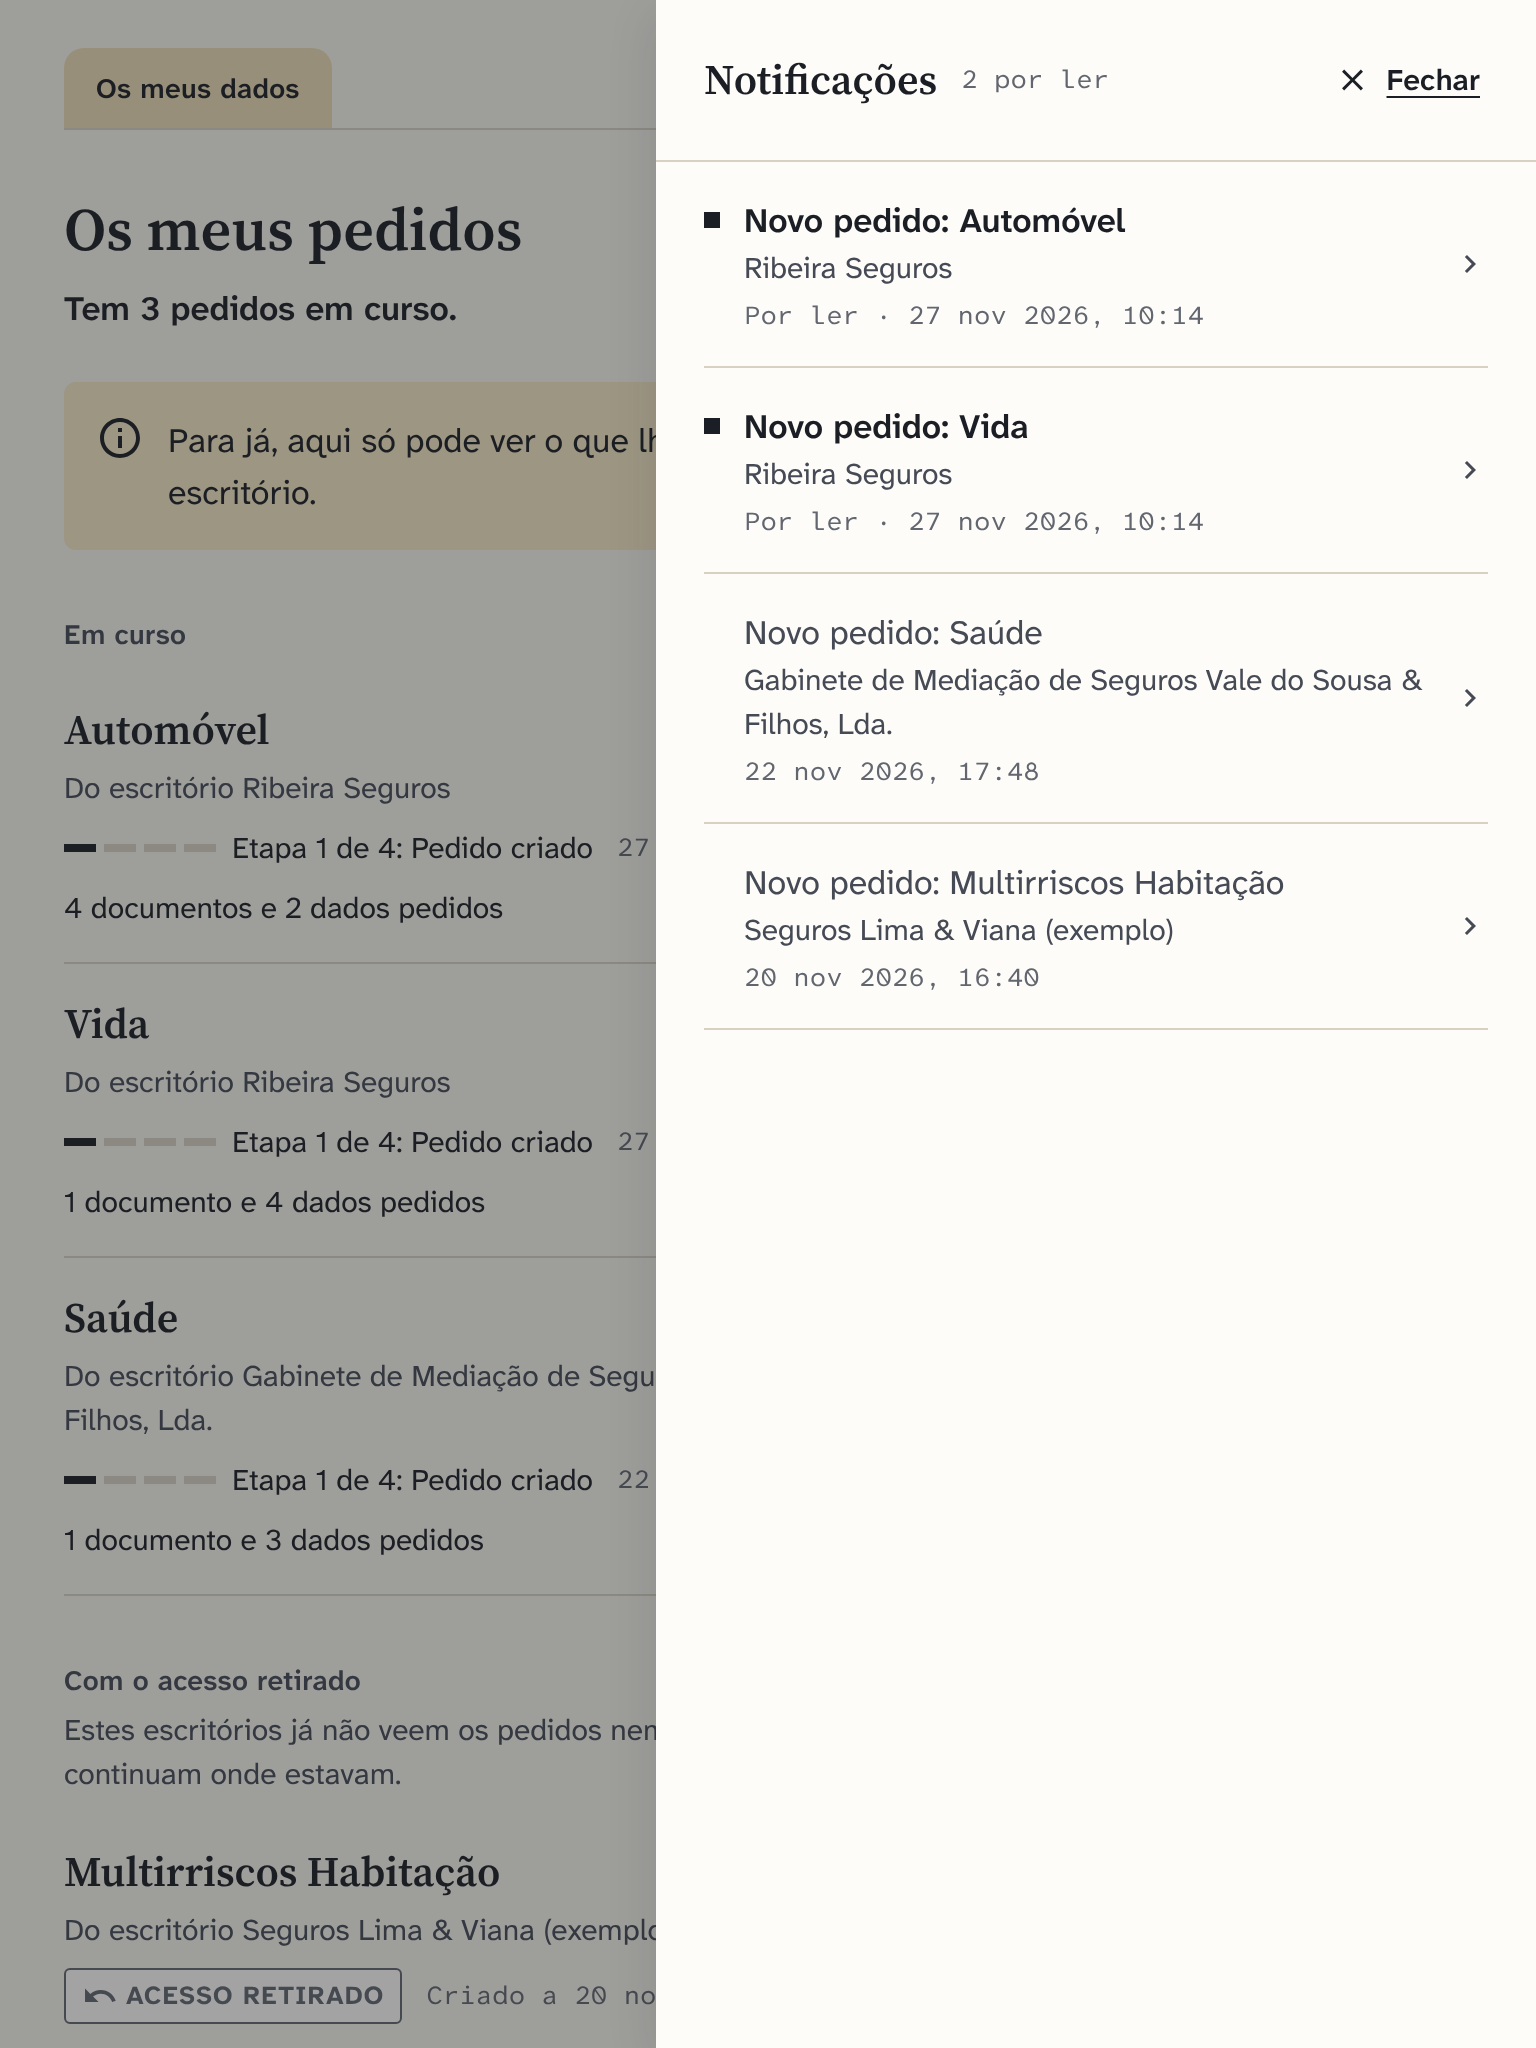 Os meus dados
Os meus pedidos
Tem 3 pedidos em curso.
Para já, aqui só pode ver o que
escritório.
Em curso
Automóvel
Do escritório Ribeira Seguros
Etapa 1 de 4: Pedido criado 27
4 documentos e 2 dados pedidos
Vida
Do escritório Ribeira Seguros
Etapa 1 de 4: Pedido criado 27
1 documento e 4 dados pedidos
Saúde
Do escritório Gabinete de Mediação de
Filhos, Lda.
Etapa 1 de 4: Pedido criado 22
1 documento e 3 dados pedidos
Com o acesso retirado
Estes escritórios já não veem os pedidos
continuam onde estavam.
Multirriscos Habitação
Do escritório Seguros Lima & Viana
ACESSO RETIRADO Criado a 20
Notificações 2 por ler
Fechar
Novo pedido: Automóvel
Ribeira Seguros
Por ler · 27 nov 2026, 10:14
Novo pedido: Vida
Ribeira Seguros
Por ler · 27 nov 2026, 10:14
Novo pedido: Saúde
Gabinete de Mediação de Seguros Vale do Sousa &
Filhos, Lda.
22 nov 2026, 17:48
Novo pedido: Multirriscos Habitação
Seguros Lima & Viana (exemplo)
20 nov 2026, 16:40